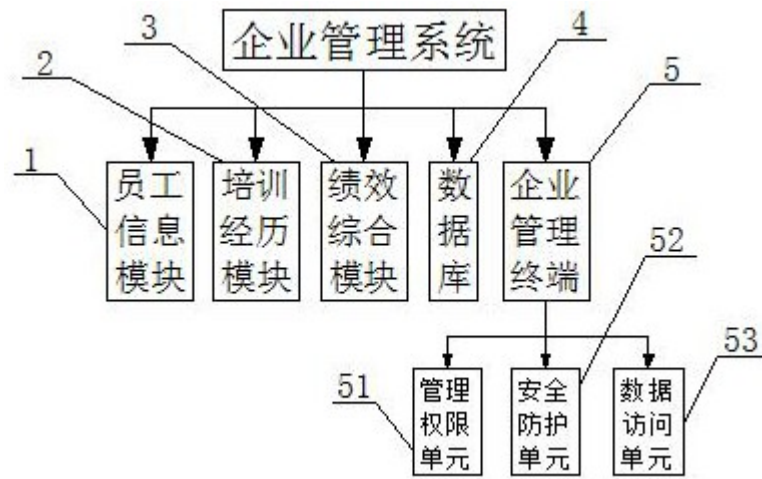 企业管理系统
3
4
2
5
1
员工
信息
模块
培训
经历
模块
绩效
综合
模块
数
据
库
企业
管理
终端
52
53
51
管理
权限
单元
安全
防护
单元
数据
访问
单元